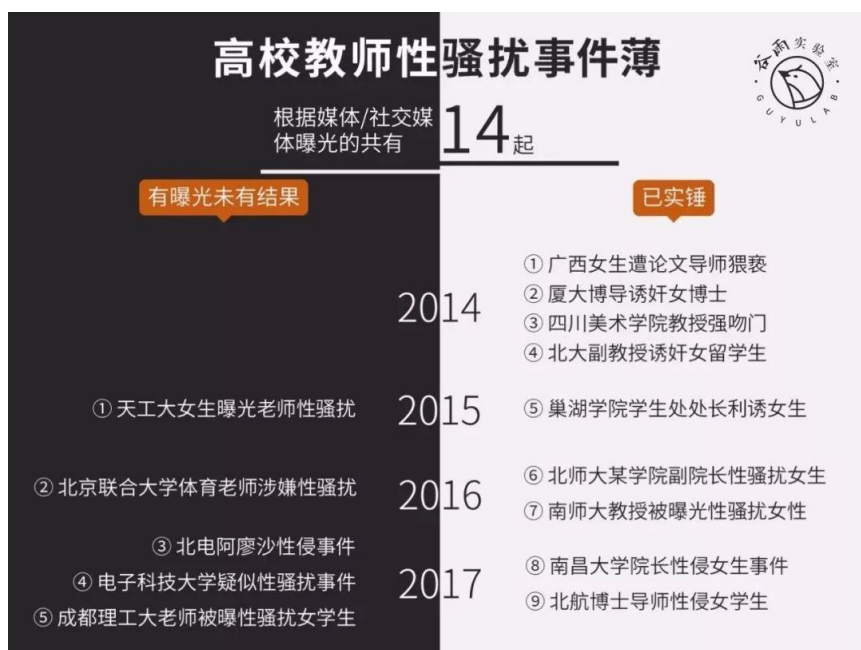 高校教师性骚扰事件薄
谷雨实验室
GUYULAB
根据媒体/社交媒
体曝光的共有
14起
有曝光未有结果
已实锤
2014
①广西女生遭论文导师猥亵
②厦大博导诱奸女博士
③四川美术学院教授强吻门
④北大副教授诱奸女留学生
①天工大女生曝光老师性骚扰
2015
⑤巢湖学院学生处处长利诱女生
②北京联合大学体育老师涉嫌性骚扰
2016
⑥北师大某学院副院长性骚扰女生
⑦南师大教授被曝光性骚扰女性
③北电阿廖沙性侵事件
④电子科技大学疑似性骚扰事件
⑤成都理工大老师被曝性骚扰女学生
2017
⑧南昌大学院长性侵女生事件
⑨北航博士导师性侵女学生